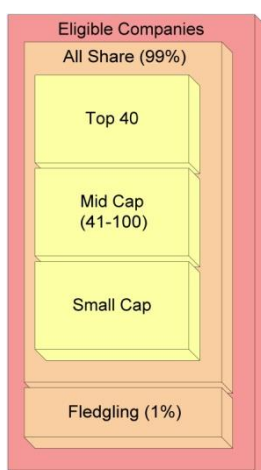 Eligible Companies
All Share (99%)
Top 40
Mid Cap
(41-100)
Small Cap
Fledgling (1%)